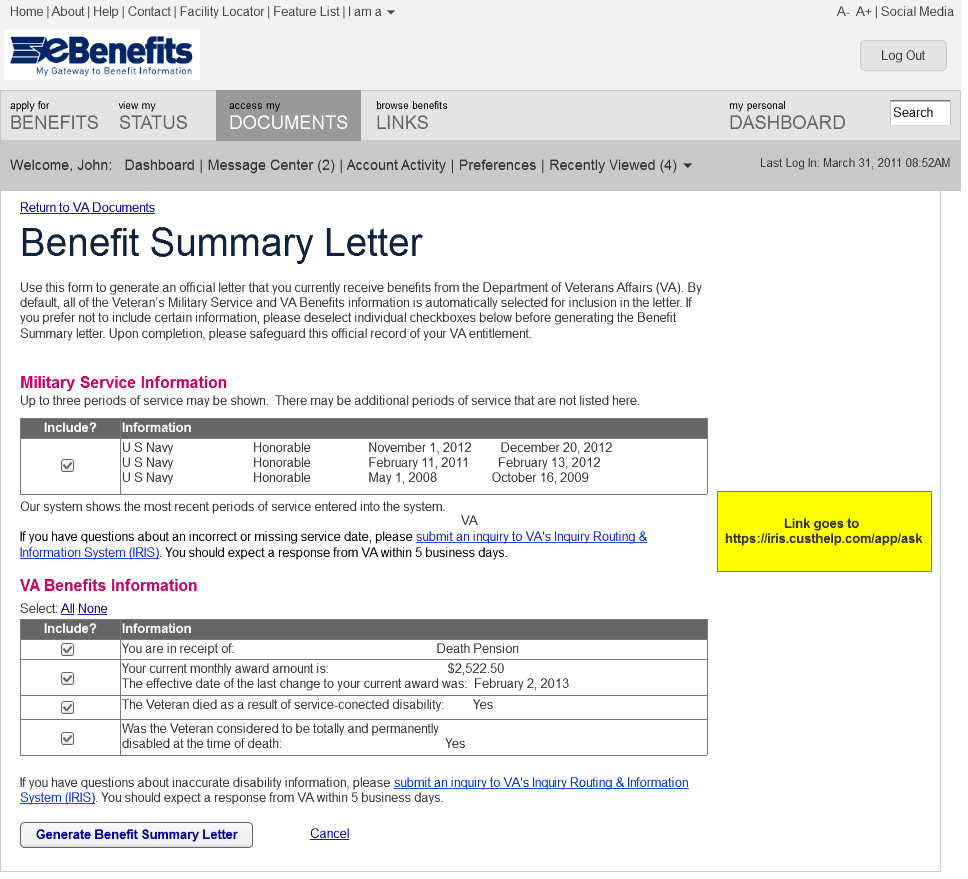 Home | About | Help | Contact | Facility Locator | Feature List | I am a
A- A+ | Social Media
eBenefits
My Gateway to Benefit Information
Log Out
apply for
BENEFITS
view my
STATUS
access my
DOCUMENTS
browse benefits
LINKS
my personal
DASHBOARD
Search
Welcome, John: Dashboard | Message Center (2) | Account Activity | Preferences | Recently Viewed (4)
Last Log In: March 31, 2011 08:52AM
Return to VA Documents
Benefit Summary Letter
Use this form to generate an official letter that you currently receive benefits from the Department of Veterans Affairs (VA). By
default, all of the Veteran's Military Service and VA Benefits information is automatically selected for inclusion in the letter. If
you prefer not to include certain information, please deselect individual checkboxes below before generating the Benefit
Summary letter. Upon completion, please safeguard this official record of your VA entitlement.
Military Service Information
Up to three periods of service may be shown. There may be additional periods of service that are not listed here.
Include? Information
U S Navy Honorable November 1, 2012 December 20, 2012
U S Navy Honorable February 11, 2011 February 13, 2012
U S Navy Honorable May 1, 2008 October 16, 2009
Our system shows the most recent periods of service entered into the system.
VA
If you have questions about an incorrect or missing service date, please submit an inquiry to VA's Inquiry Routing &
Information System (IRIS). You should expect a response from VA within 5 business days.
Link goes to
https://iris.custhelp.com/app/ask
VA Benefits Information
Select: All None
Include? Information
You are in receipt of: Death Pension
Your current monthly award amount is: $2,522.50
The effective date of the last change to your current award was: February 2, 2013
The Veteran died as a result of service-conected disability: Yes
Was the Veteran considered to be totally and permanently
disabled at the time of death: Yes
If you have questions about inaccurate disability information, please submit an inquiry to VA's Inquiry Routing & Information
System (IRIS). You should expect a response from VA within 5 business days.
Generate Benefit Summary Letter
Cancel